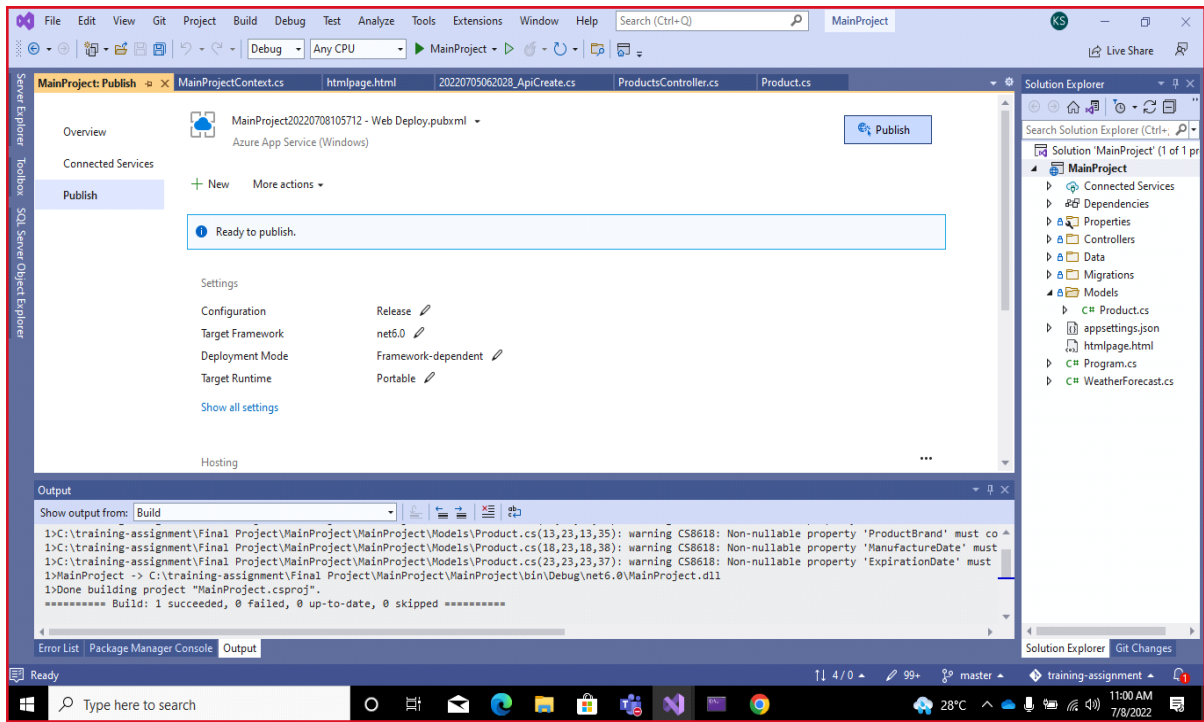 File Edit View Git Project Build Debug Test Analyze Tools Extensions Window Help Search (Ctrl+Q) MainProject KS
Debug Any CPU MainProject Live Share
MainProject: Publish MainProjectContext.cs htmlpage.html 20220705062028_ApiCreate.cs ProductsController.cs Product.cs
Server Explorer
Toolbox
SQL Server Object Explorer
Overview
Connected Services
Publish
MainProject20220708105712 - Web Deploy.pubxml
Azure App Service (Windows)
Publish
New More actions
Ready to publish.
Settings
Configuration Release
Target Framework net6.0
Deployment Mode Framework-dependent
Target Runtime Portable
Show all settings
Hosting
Solution Explorer
Search Solution Explorer (Ctrl+;
Solution 'MainProject' (1 of 1 pr
MainProject
Connected Services
Dependencies
Properties
Controllers
Data
Migrations
Models
C# Product.cs
appsettings.json
htmlpage.html
C# Program.cs
C# WeatherForecast.cs
Output
Show output from: Build
1>C:\training-assignment\Final Project\MainProject\MainProject\Models\Product.cs(13,23,13,35): warning CS8618: Non-nullable property 'ProductBrand' must co
1>C:\training-assignment\Final Project\MainProject\MainProject\Models\Product.cs(18,23,18,38): warning CS8618: Non-nullable property 'ManufactureDate' must
1>C:\training-assignment\Final Project\MainProject\MainProject\Models\Product.cs(23,23,23,37): warning CS8618: Non-nullable property 'ExpirationDate' must
1>MainProject -> C:\training-assignment\Final Project\MainProject\MainProject\bin\Debug\net6.0\MainProject.dll
1>Done building project "MainProject.csproj".
========== Build: 1 succeeded, 0 failed, 0 up-to-date, 0 skipped ==========
Error List Package Manager Console Output
Solution Explorer Git Changes
Ready 4 / 0 99+ master training-assignment 1
Type here to search 28°C 11:00 AM
7/8/2022